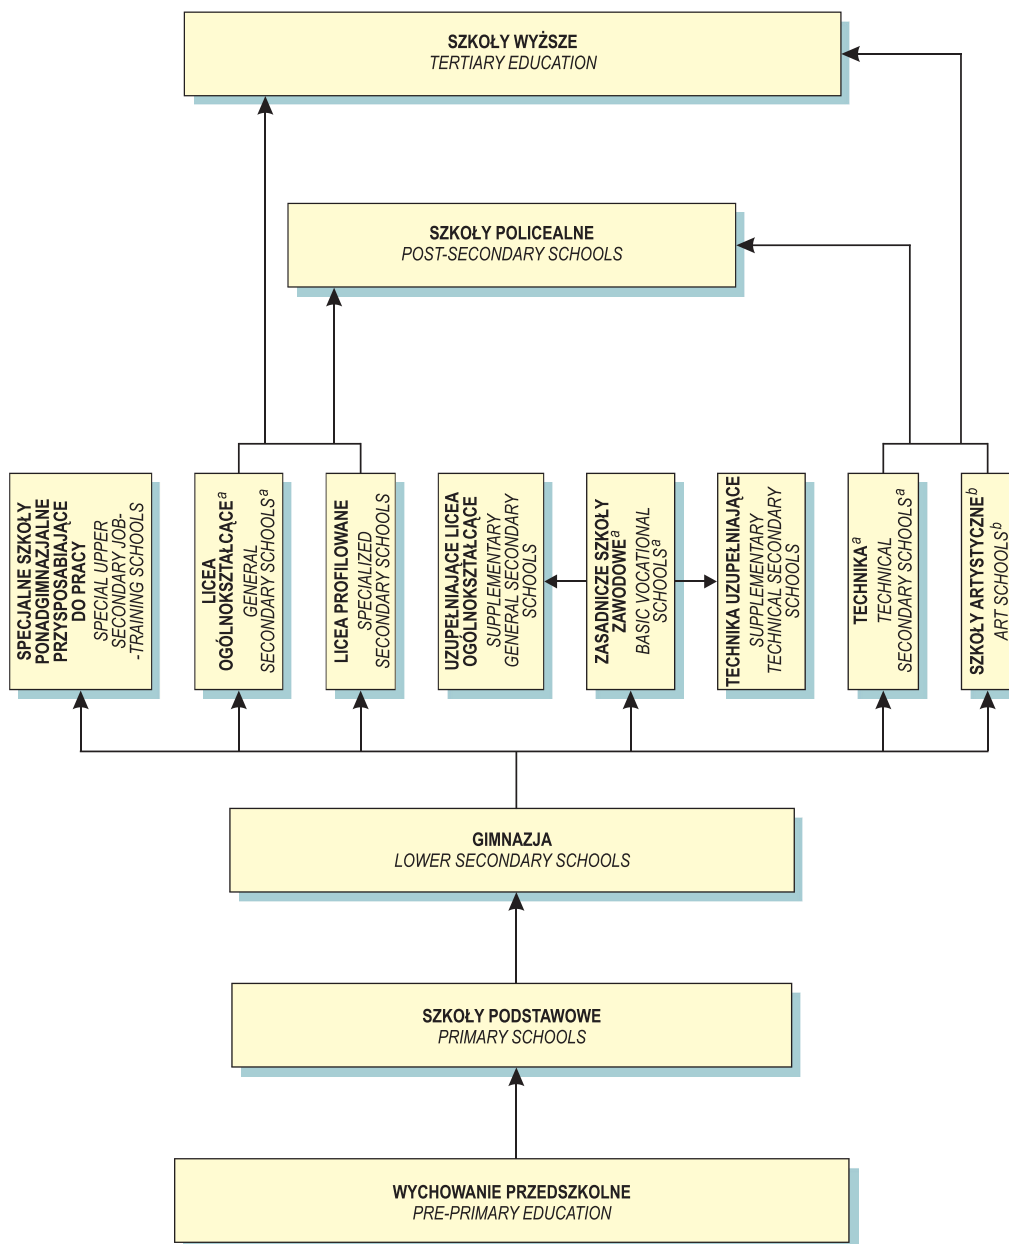 SZKOŁY WYŻSZE
TERTIARY EDUCATION
SZKOŁY POLICEALNE
POST-SECONDARY SCHOOLS
SPECJALNE SZKOŁY
PONADGIMNAZJALNE
PRZYSPOSABIAJĄCE
DO PRACY
SPECIAL UPPER
SECONDARY JOB-
-TRAINING SCHOOLS
LICEA
OGÓLNOKSZTAŁCĄCEa
GENERAL
SECONDARY SCHOOLSa
LICEA PROFILOWANE
SPECIALIZED
SECONDARY SCHOOLS
UZUPEŁNIAJĄCE LICEA
OGÓLNOKSZTAŁCĄCE
SUPPLEMENTARY
GENERAL SECONDARY
SCHOOLS
ZASADNICZE SZKOŁY
ZAWODOWEa
BASIC VOCATIONAL
SCHOOLSa
TECHNIKA UZUPEŁNIAJĄCE
SUPPLEMENTARY
TECHNICAL SECONDARY
SCHOOLS
TECHNIKAa
TECHNICAL
SECONDARY SCHOOLSa
SZKOŁY ARTYSTYCZNEb
ART SCHOOLSb
GIMNAZJA
LOWER SECONDARY SCHOOLS
SZKOŁY PODSTAWOWE
PRIMARY SCHOOLS
WYCHOWANIE PRZEDSZKOLNE
PRE-PRIMARY EDUCATION